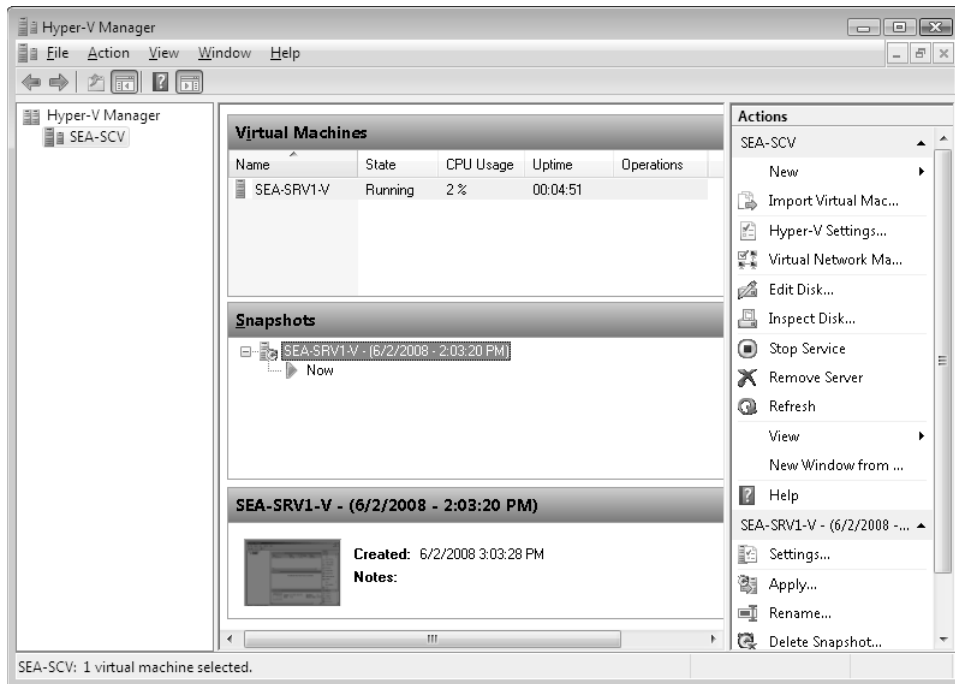 Hyper-V Manager
File Action View Window Help
Hyper-V Manager
SEA-SCV
Virtual Machines
Name State CPU Usage Uptime Operations
SEA-SRV1-V Running 2 % 00:04:51
Snapshots
SEA-SRV1-V - (6/2/2008 - 2:03:20 PM)
Now
SEA-SRV1-V - (6/2/2008 - 2:03:20 PM)
Created: 6/2/2008 3:03:28 PM
Notes:
Actions
SEA-SCV
New
Import Virtual Mac...
Hyper-V Settings...
Virtual Network Ma...
Edit Disk...
Inspect Disk...
Stop Service
Remove Server
Refresh
View
New Window from ...
Help
SEA-SRV1-V - (6/2/2008 -...
Settings...
Apply...
Rename...
Delete Snapshot...
SEA-SCV: 1 virtual machine selected.